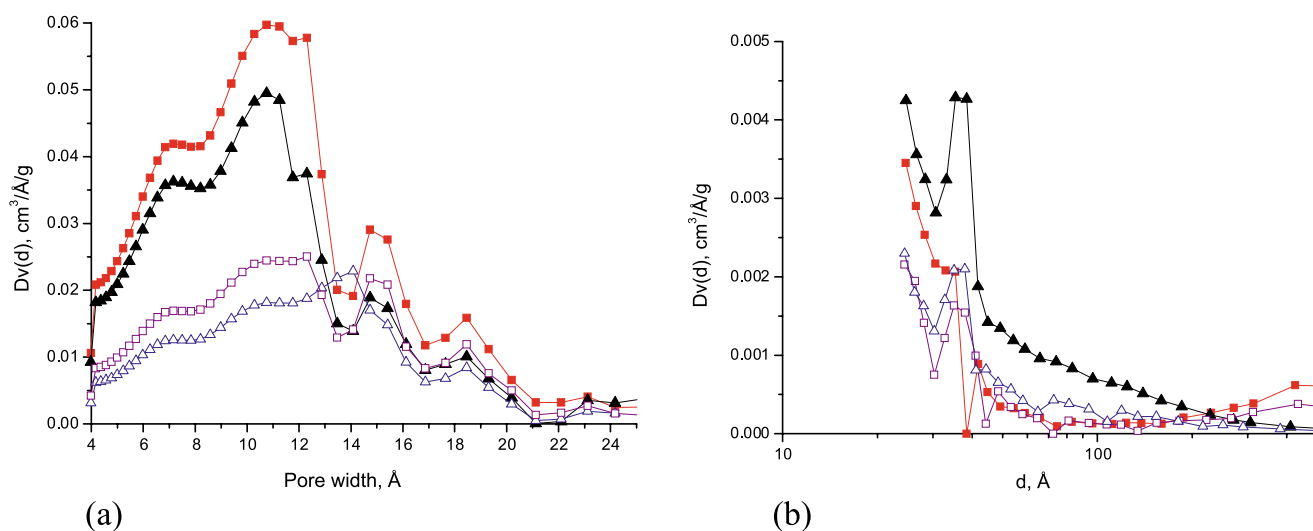 0.06
0.05
0.04
0.03
0.02
0.01
0.00
Dv(d), cm³/Å/g
4 6 8 10 12 14 16 18 20 22 24
Pore width, Å
(a)
0.005
0.004
0.003
0.002
0.001
0.000
Dv(d), cm³/Å/g
10 100
d, Å
(b)